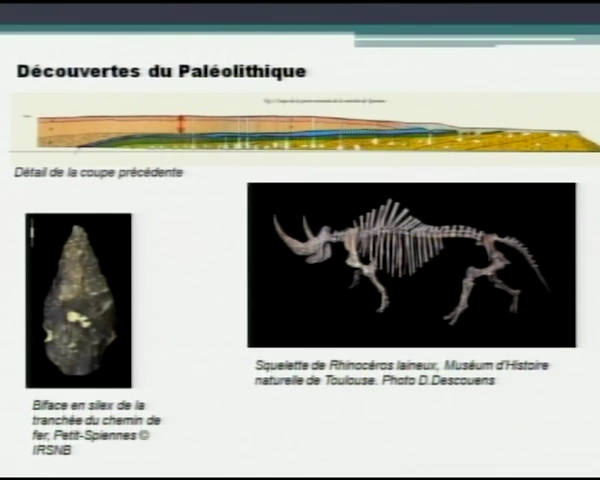 Découvertes du Paléolithique
Détail de la coupe précédente
Squelette de Rhinocéros laineux, Muséum d'Histoire
naturelle de Toulouse. Photo D.Descouens
Biface en silex de la
tranchée du chemin de
fer, Petit-Spiennes ©
IRSNB